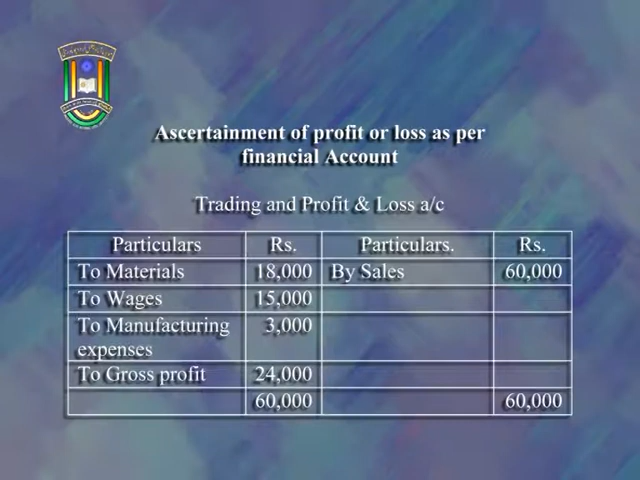 Ascertainment of profit or loss as per
financial Account
Trading and Profit & Loss a/c
Particulars Rs. Particulars. Rs.
To Materials 18,000 By Sales 60,000
To Wages 15,000
To Manufacturing 3,000
expenses
To Gross profit 24,000
60,000 60,000